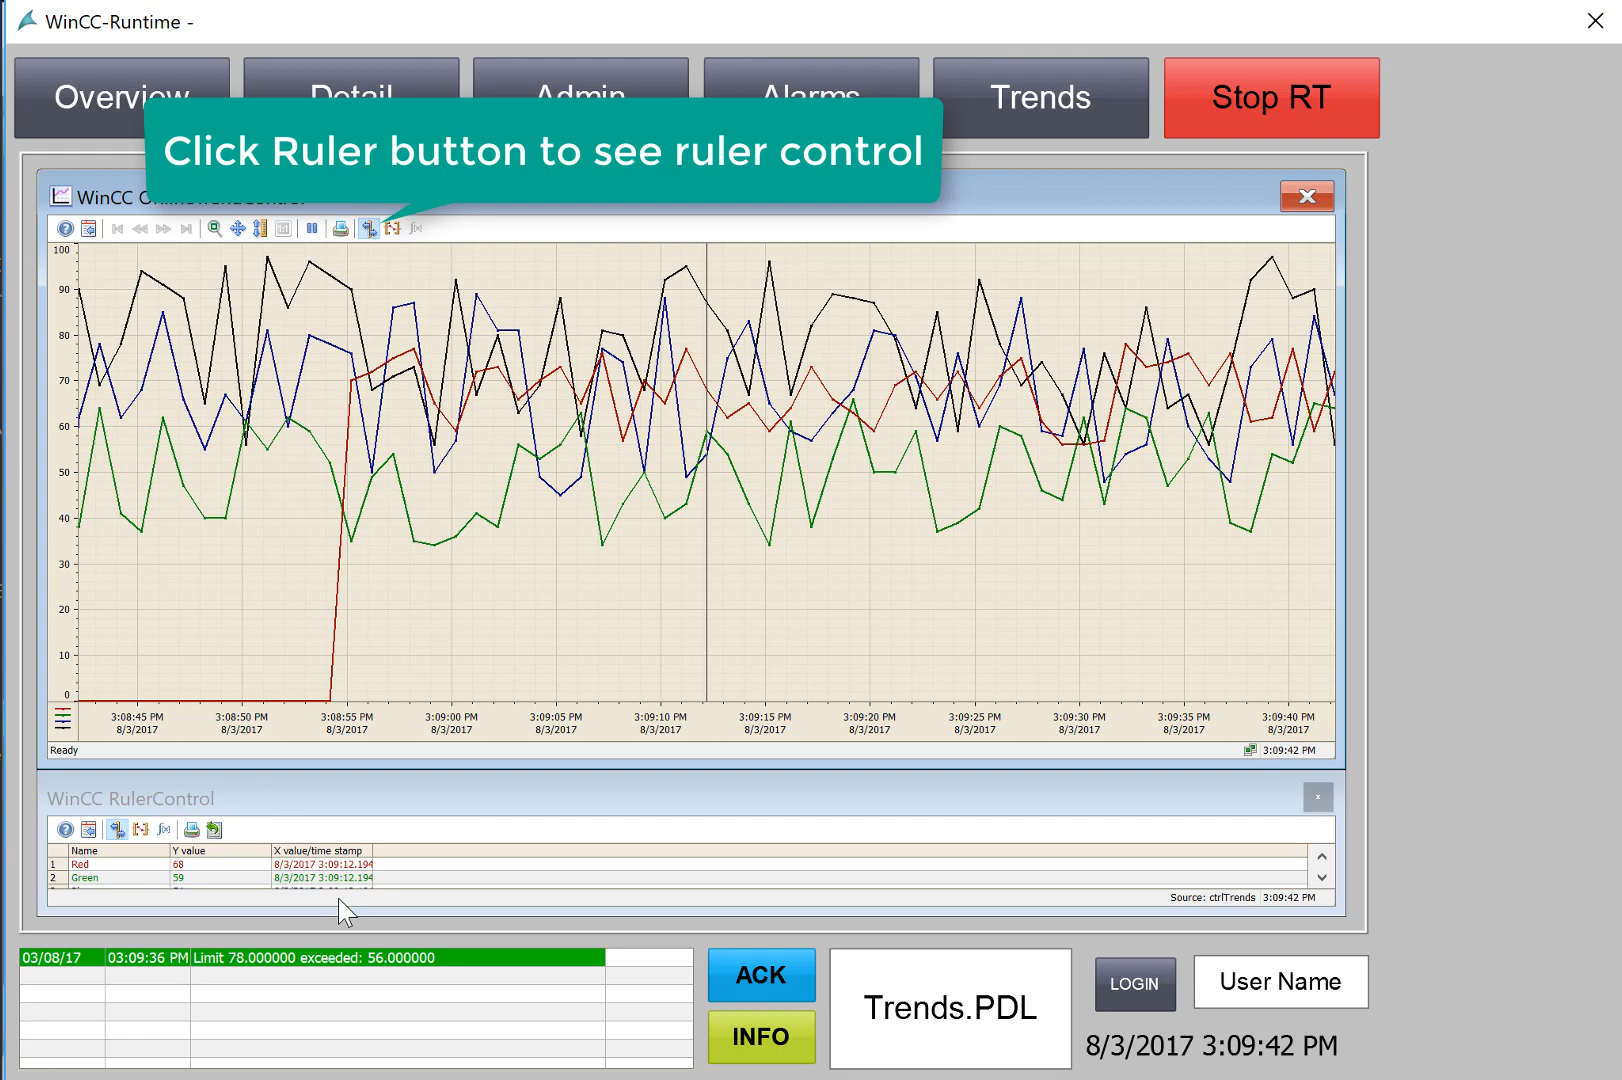 WinCC-Runtime -
Overview Detail Admin Alarms Trends Stop RT
Click Ruler button to see ruler control
WinCC OnlineTrendControl
100
90
80
70
60
50
40
30
20
10
0
3:08:45 PM 3:08:50 PM 3:08:55 PM 3:09:00 PM 3:09:05 PM 3:09:10 PM 3:09:15 PM 3:09:20 PM 3:09:25 PM 3:09:30 PM 3:09:35 PM 3:09:40 PM
8/3/2017 8/3/2017 8/3/2017 8/3/2017 8/3/2017 8/3/2017 8/3/2017 8/3/2017 8/3/2017 8/3/2017 8/3/2017 8/3/2017
Ready 3:09:42 PM
WinCC RulerControl
Name Y value X value/time stamp
1 Red 68 8/3/2017 3:09:12.194
2 Green 59 8/3/2017 3:09:12.194
Source: ctrlTrends 3:09:42 PM
03/08/17 03:09:36 PM Limit 78.000000 exceeded: 56.000000
ACK
INFO
Trends.PDL
LOGIN
User Name
8/3/2017 3:09:42 PM